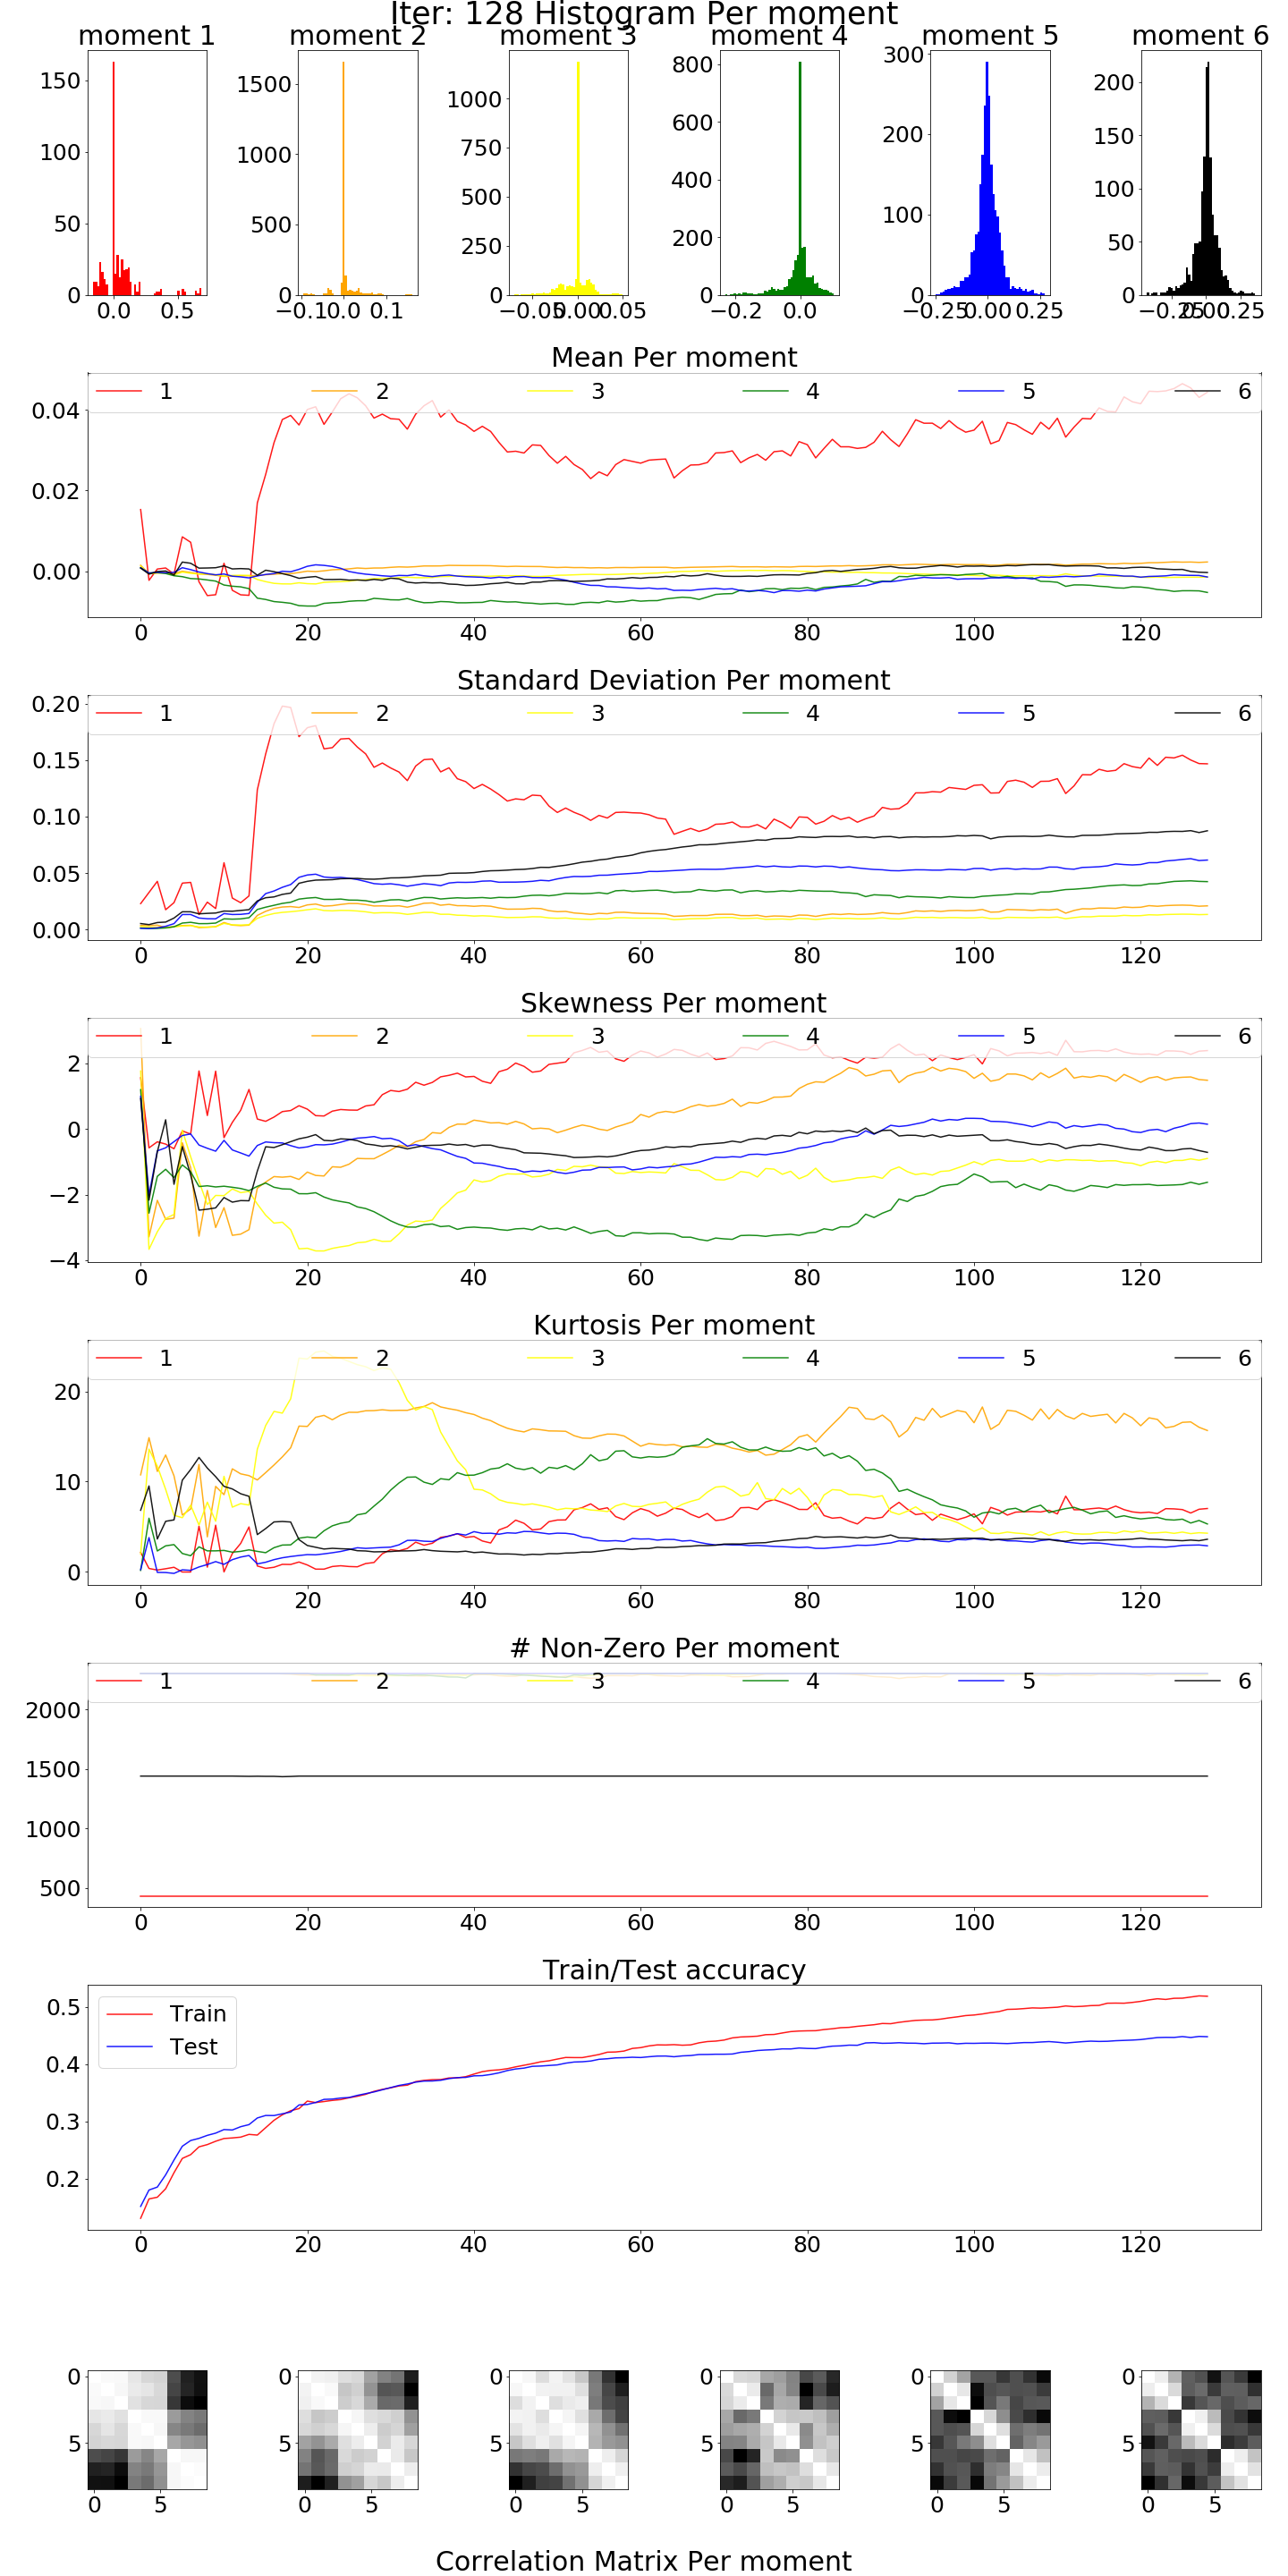 Iter: 128 Histogram Per moment
moment 1 moment 2 moment 3 moment 4 moment 5 moment 6
150 100 50 0
0.0 0.5
1500 1000 500 0
−0.1 0.0 0.1
1000 750 500 250 0
−0.05 0.00 0.05
800 600 400 200 0
−0.2 0.0
300 200 100 0
−0.25 0.00 0.25
200 150 100 50 0
−0.25 0.00 0.25
Mean Per moment
1 2 3 4 5 6
0.04
0.02
0.00
0 20 40 60 80 100 120
Standard Deviation Per moment
1 2 3 4 5 6
0.20
0.15
0.10
0.05
0.00
0 20 40 60 80 100 120
Skewness Per moment
1 2 3 4 5 6
2
0
−2
−4
0 20 40 60 80 100 120
Kurtosis Per moment
1 2 3 4 5 6
20
10
0
0 20 40 60 80 100 120
# Non-Zero Per moment
1 2 3 4 5 6
2000
1500
1000
500
0 20 40 60 80 100 120
Train/Test accuracy
Train
Test
0.5
0.4
0.3
0.2
0 20 40 60 80 100 120
0 0 0 0 0 0
5 5 5 5 5 5
0 5 0 5 0 5 0 5 0 5 0 5
Correlation Matrix Per moment